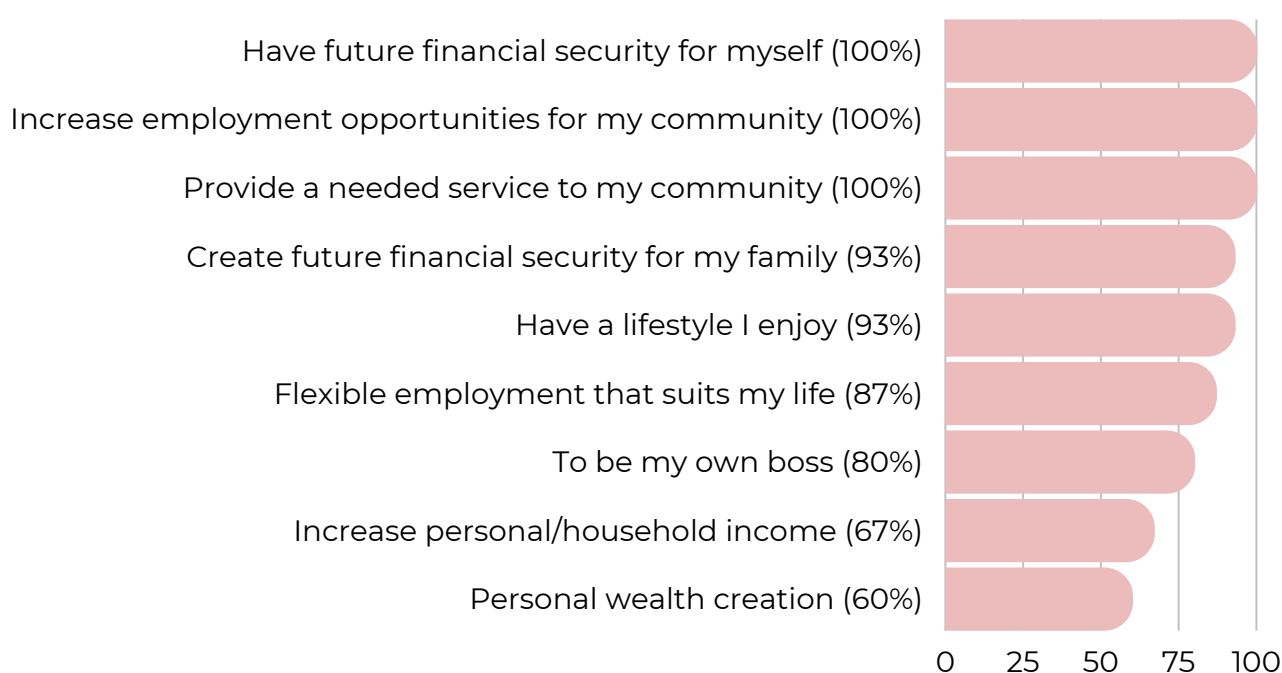 Have future financial security for myself (100%)
Increase employment opportunities for my community (100%)
Provide a needed service to my community (100%)
Create future financial security for my family (93%)
Have a lifestyle I enjoy (93%)
Flexible employment that suits my life (87%)
To be my own boss (80%)
Increase personal/household income (67%)
Personal wealth creation (60%)
0 25 50 75 100